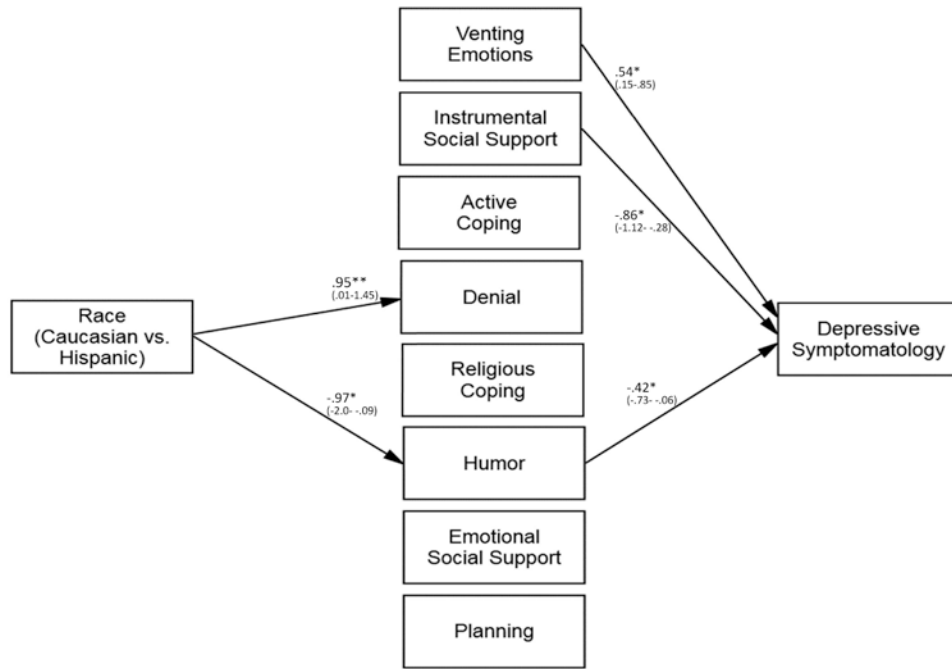 Venting
Emotions
.54*
(.15-.85)
Instrumental
Social Support
-.86*
(-1.12- -.28)
Active
Coping
.95**
(.01-1.45)
Denial
Race
(Caucasian vs.
Hispanic)
Depressive
Symptomatology
Religious
Coping
-.97*
(-2.0- -.09)
-.42*
(-.73- -.06)
Humor
Emotional
Social Support
Planning